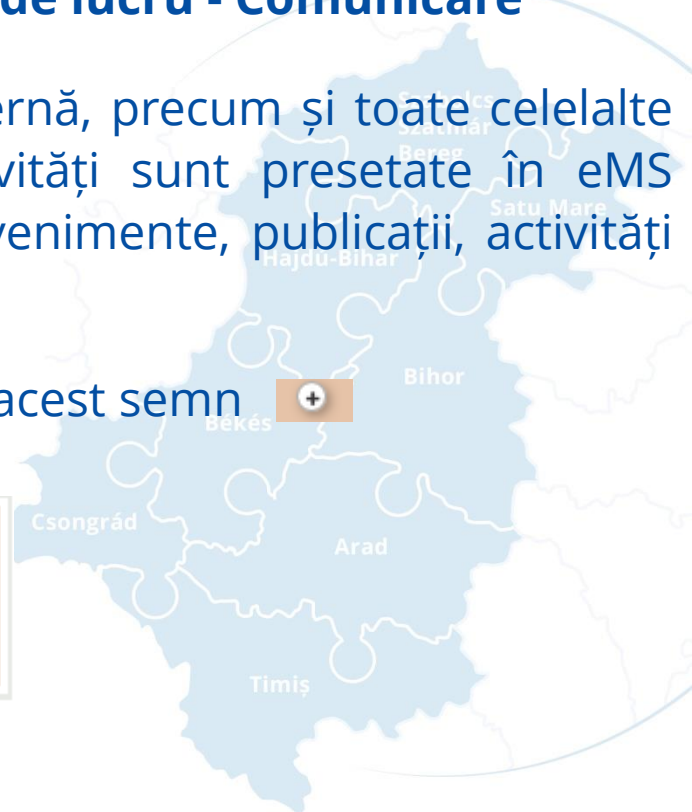 de lucru - Comunicare
ernă, precum și toate celelalte
vități sunt presetate în eMS
venimente, publicații, activități
acest semn
Szabolcs
Szatmár
Bereg
Satu Mare
Hajdú-Bihar
Bihor
Békés
Csongrád
Arad
Timiș